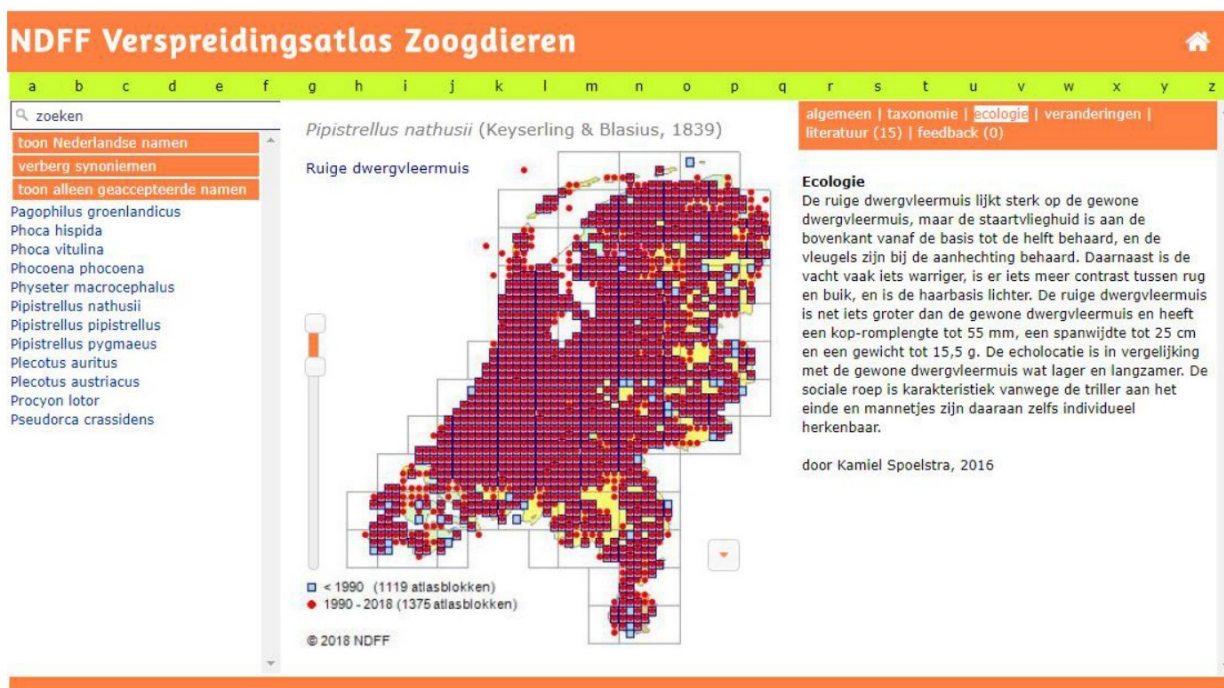 NDFF Verspreidingsatlas Zoogdieren
a b c d e f g h i j k l m n o p q r s t u v w x y z
zoeken
toon Nederlandse namen
verberg synoniemen
toon alleen geaccepteerde namen
Pagophilus groenlandicus
Phoca hispida
Phoca vitulina
Phocoena phocoena
Physeter macrocephalus
Pipistrellus nathusii
Pipistrellus pipistrellus
Pipistrellus pygmaeus
Plecotus auritus
Plecotus austriacus
Procyon lotor
Pseudorca crassidens
Pipistrellus nathusii (Keyserling & Blasius, 1839)
Ruige dwergvleermuis
< 1990 (1119 atlasblokken)
1990 - 2018 (1375 atlasblokken)
© 2018 NDFF
algemeen | taxonomie | ecologie | veranderingen |
literatuur (15) | feedback (0)
Ecologie
De ruige dwergvleermuis lijkt sterk op de gewone
dwergvleermuis, maar de staartvlieghuid is aan de
bovenkant vanaf de basis tot de helft behaard, en de
vleugels zijn bij de aanhechting behaard. Daarnaast is de
vacht vaak iets warriger, is er iets meer contrast tussen rug
en buik, en is de haarbasis lichter. De ruige dwergvleermuis
is net iets groter dan de gewone dwergvleermuis en heeft
een kop-romplengte tot 55 mm, een spanwijdte tot 25 cm
en een gewicht tot 15,5 g. De echolocatie is in vergelijking
met de gewone dwergvleermuis wat lager en langzamer. De
sociale roep is karakteristiek vanwege de triller aan het
einde en mannetjes zijn daaraan zelfs individueel
herkenbaar.
door Kamiel Spoelstra, 2016